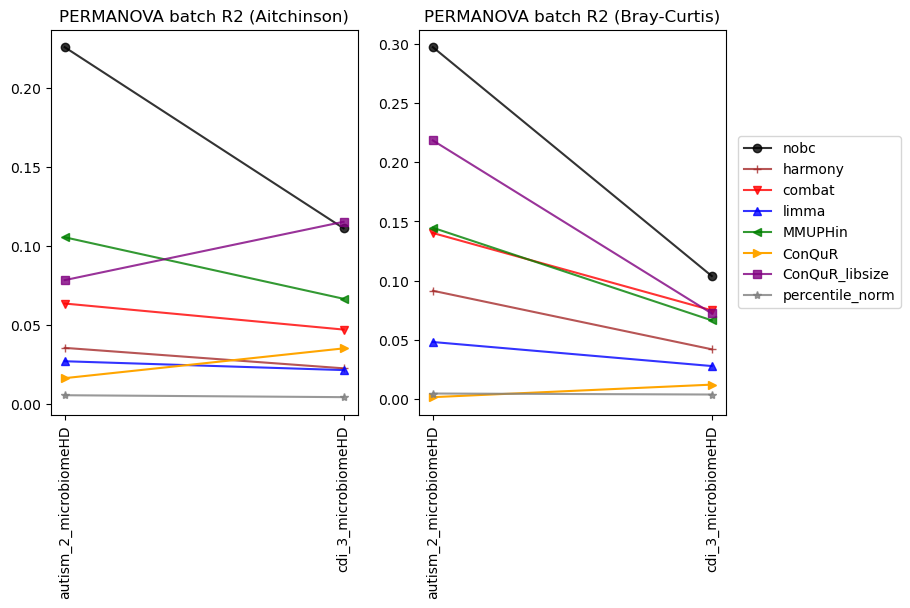 PERMANOVA batch R2 (Aitchinson)
0.20
0.15
0.10
0.05
0.00
autism_2_microbiomeHD
cdi_3_microbiomeHD
PERMANOVA batch R2 (Bray-Curtis)
0.30
0.25
0.20
0.15
0.10
0.05
0.00
autism_2_microbiomeHD
cdi_3_microbiomeHD
nobc
harmony
combat
limma
MMUPHin
ConQuR
ConQuR_libsize
percentile_norm